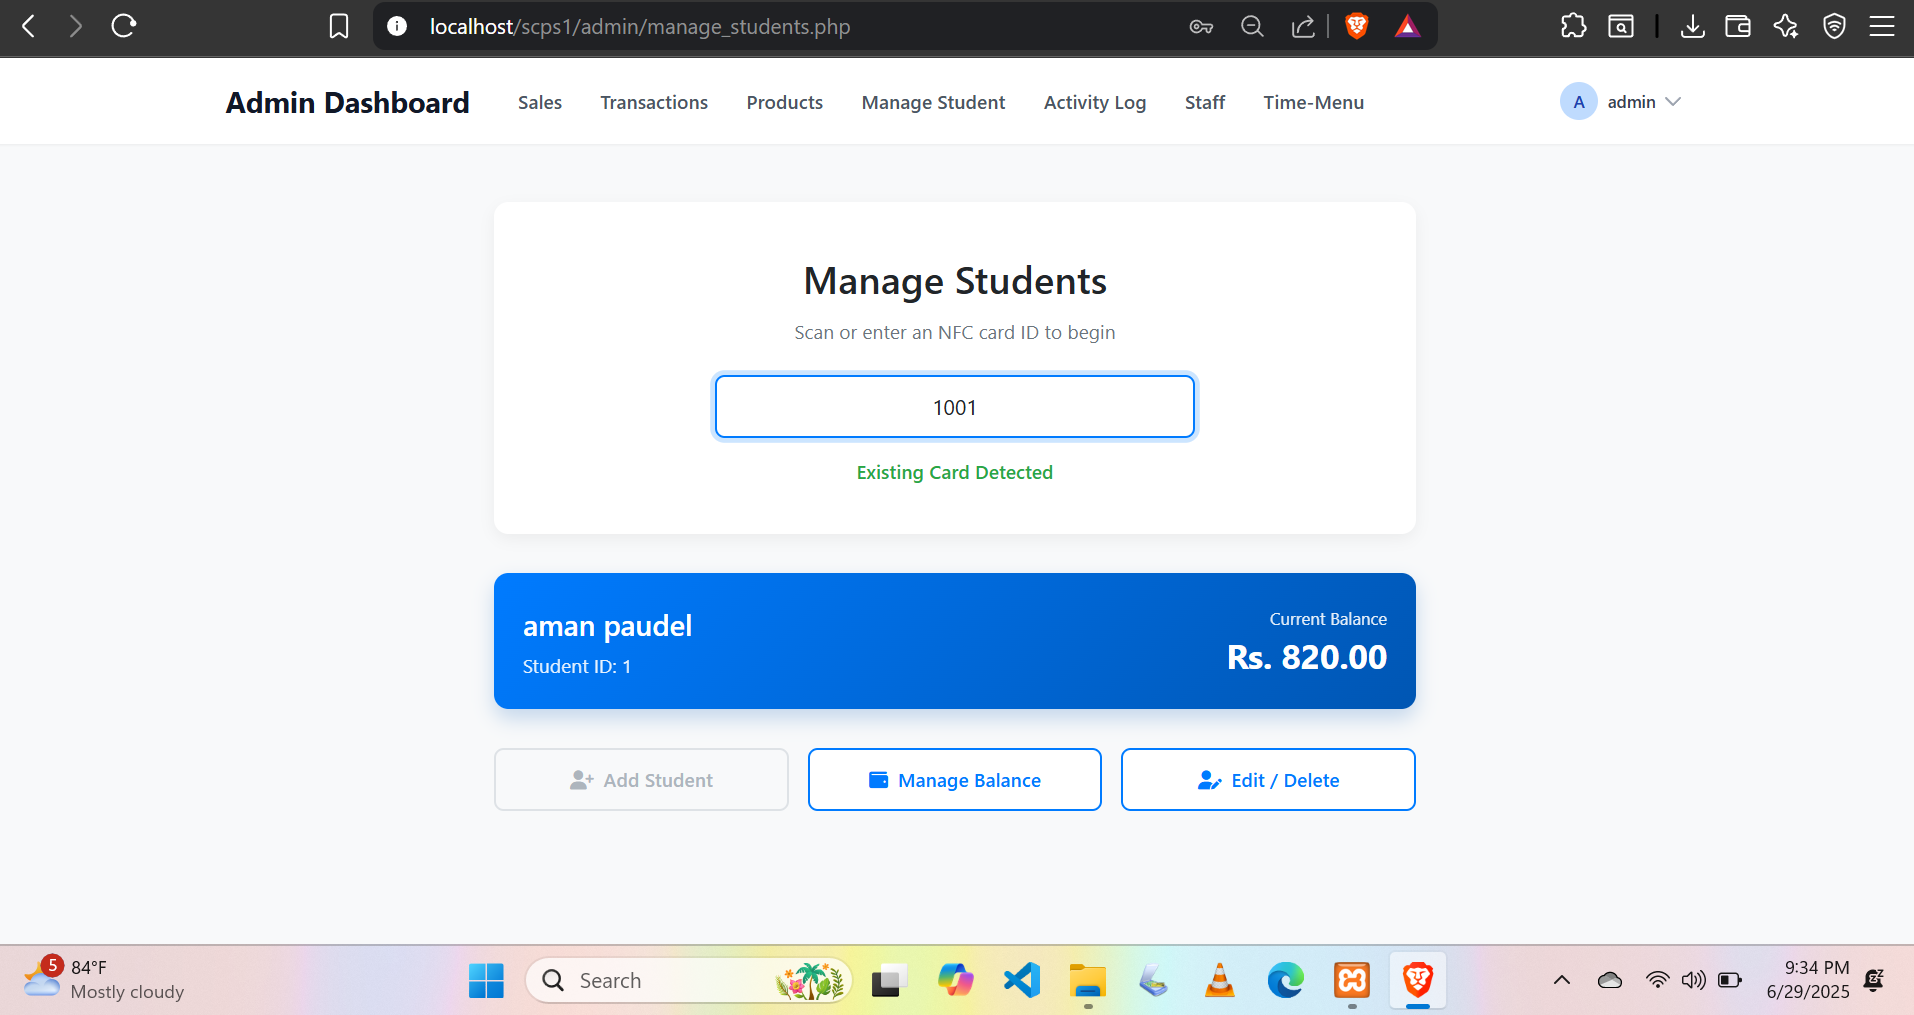 localhost/scps1/admin/manage_students.php
Admin Dashboard Sales Transactions Products Manage Student Activity Log Staff Time-Menu A admin
Manage Students
Scan or enter an NFC card ID to begin
1001
Existing Card Detected
aman paudel
Student ID: 1
Current Balance
Rs. 820.00
Add Student Manage Balance Edit / Delete
5 84°F
Mostly cloudy
Search
9:34 PM
6/29/2025